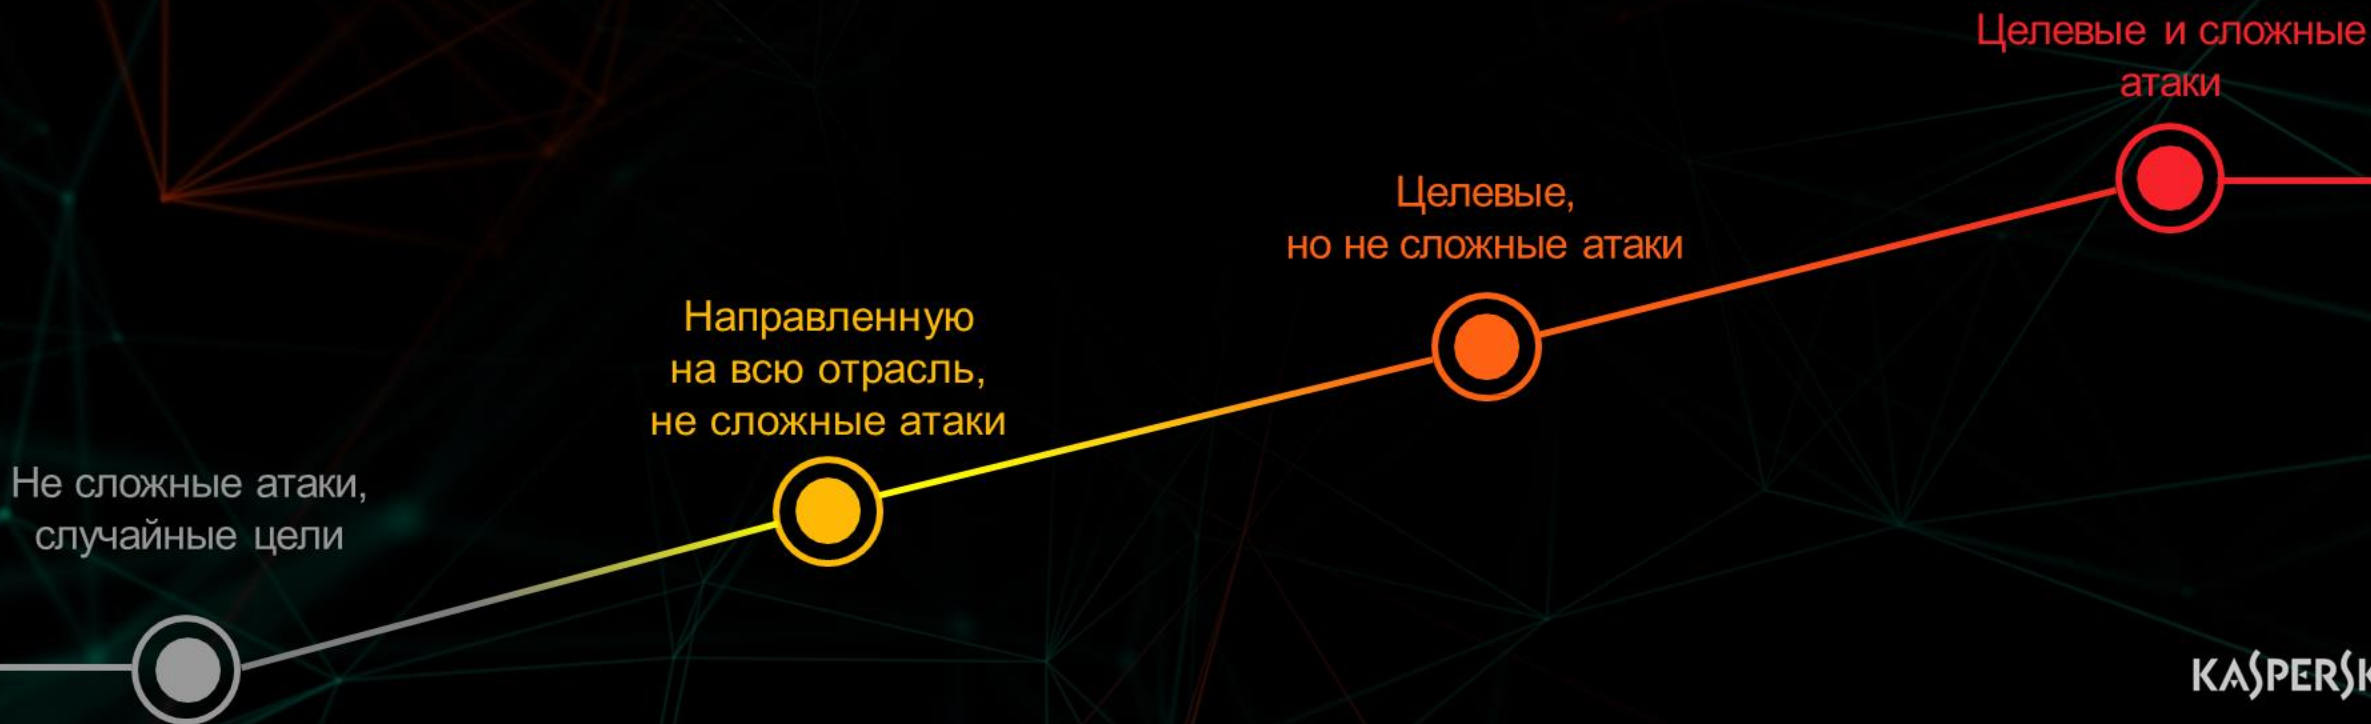 Целевые и сложные
атаки
Целевые,
но не сложные атаки
Направленную
на всю отрасль,
не сложные атаки
Не сложные атаки,
случайные цели
KASPERSK